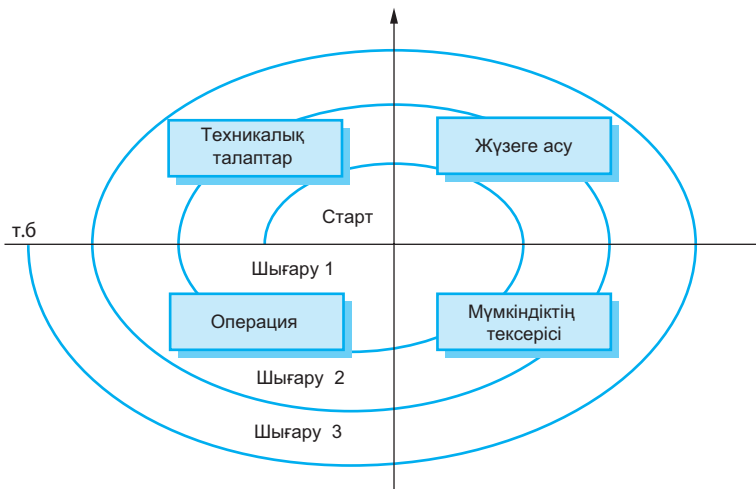 Техникалық
талаптар
Жүзеге асу
Старт
т.б
Шығару 1
Операция
Мүмкіндіктің
тексерісі
Шығару 2
Шығару 3